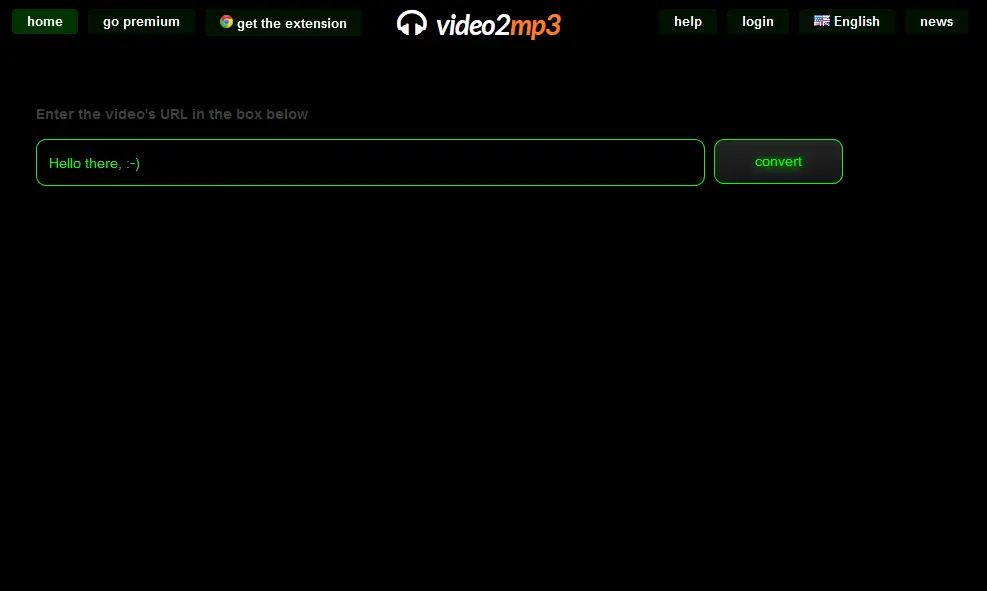 home go premium get the extension video2mp3 help login English news
Enter the video's URL in the box below
Hello there, :-) convert